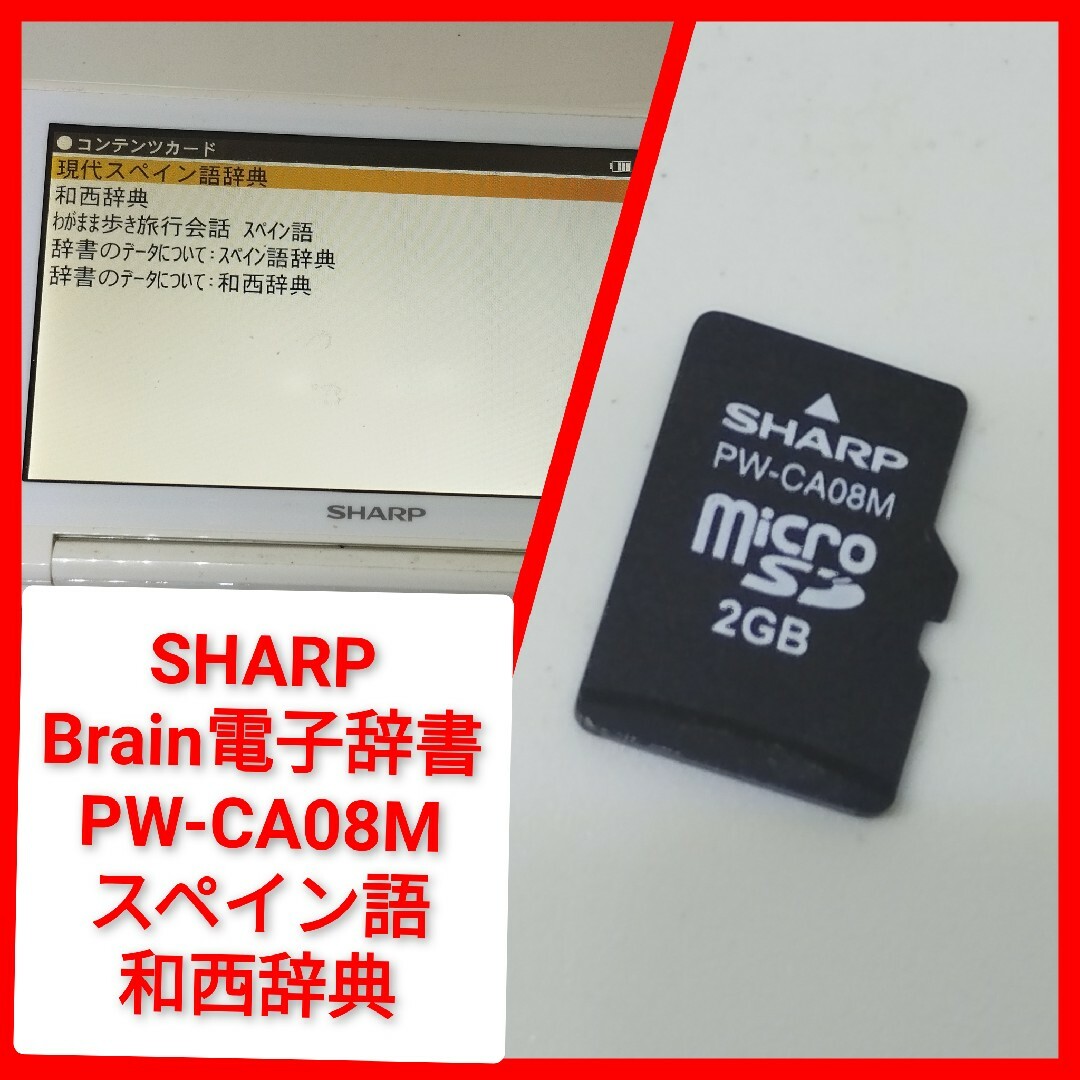 ●コンテンツカード
現代スペイン語辞典
和西辞典
わがまま歩き旅行会話 スペイン語
辞書のデータについて:スペイン語辞典
辞書のデータについて:和西辞典
SHARP
SHARP
PW-CA08M
micro
SD
2GB
SHARP
Brain電子辞書
PW-CA08M
スペイン語
和西辞典